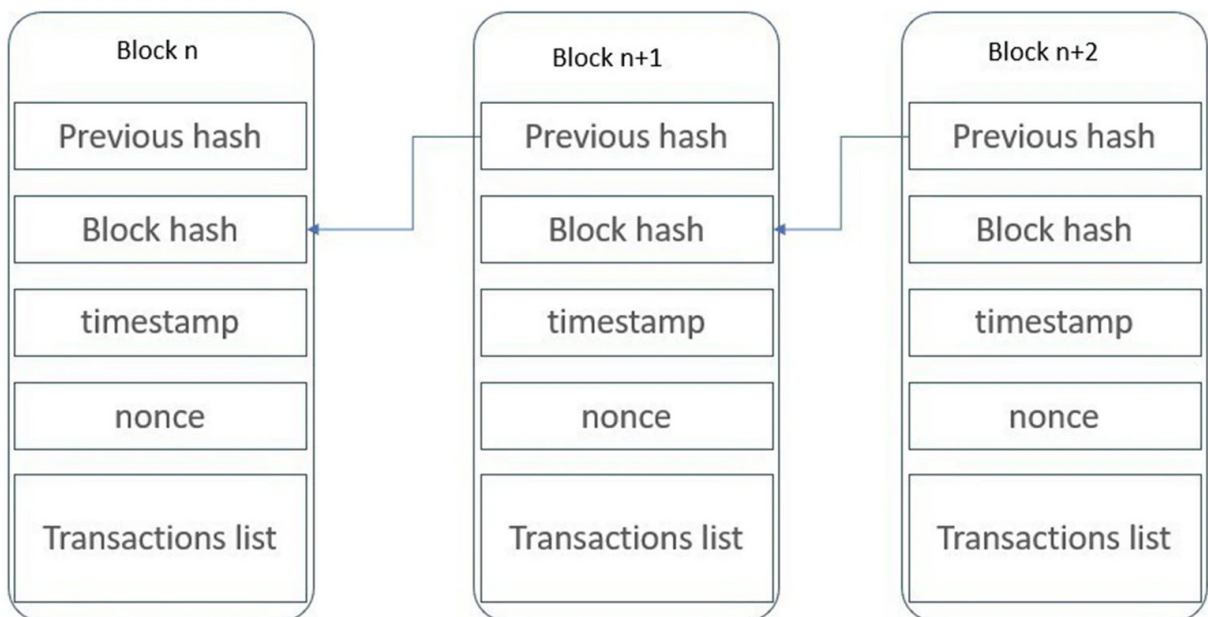 Block n
Previous hash
Block hash
timestamp
nonce
Transactions list
Block n+1
Previous hash
Block hash
timestamp
nonce
Transactions list
Block n+2
Previous hash
Block hash
timestamp
nonce
Transactions list